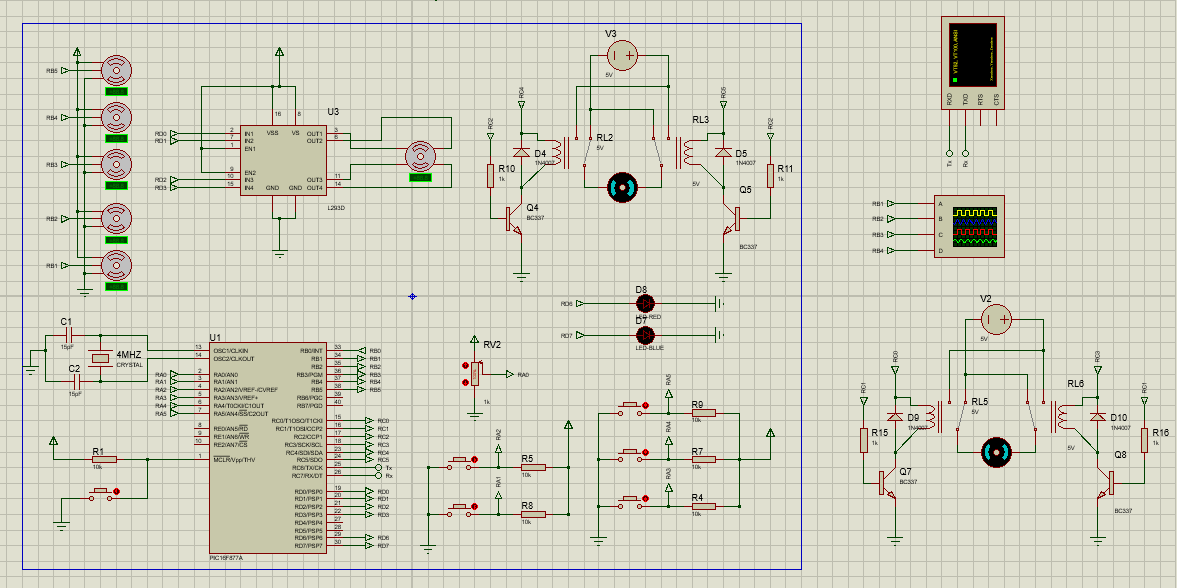 V3
5V
RB5
RB4
RB3
RB2
RB1
U3
16
8
VSS
VS
RD0
RD1
RD2
RD3
2
7
1
9
10
15
IN1
IN2
EN1
EN2
IN3
IN4
OUT1
OUT2
OUT3
OUT4
3
6
11
14
GND
GND
L293D
RC4
RC2
D4
1N4007
R10
1k
Q4
BC337
RL2
5V
RL3
5V
RC5
RC2
D5
1N4007
R11
1k
Q5
BC337
VT52, VT100, ANSI
RXD
TXD
RTS
CTS
Tx
Rx
RB1
RB2
RB3
RB4
A
B
C
D
RD6
D8
LED-RED
RD7
D7
LED-BLUE
C1
15pF
C2
15pF
4MHZ
CRYSTAL
U1
13
14
OSC1/CLKIN
OSC2/CLKOUT
RA0
RA1
RA2
RA3
RA4
RA5
2
3
4
5
6
7
RA0/AN0
RA1/AN1
RA2/AN2/VREF-/CVREF
RA3/AN3/VREF+
RA4/T0CKI/C1OUT
RA5/AN4/SS/C2OUT
8
9
10
RE0/AN5/RD
RE1/AN6/WR
RE2/AN7/CS
1
MCLR/Vpp/THV
RB0/INT
RB1
RB2
RB3/PGM
RB4
RB5
RB6/PGC
RB7/PGD
33
34
35
36
37
38
39
40
RB0
RB1
RB2
RB3
RB4
RB5
RC0/T1OSO/T1CKI
RC1/T1OSI/CCP2
RC2/CCP1
RC3/SCK/SCL
RC4/SDI/SDA
RC5/SDO
RC6/TX/CK
RC7/RX/DT
15
16
17
18
23
24
25
26
RC0
RC1
RC2
RC3
RC4
RC5
Tx
Rx
RD0/PSP0
RD1/PSP1
RD2/PSP2
RD3/PSP3
RD4/PSP4
RD5/PSP5
RD6/PSP6
RD7/PSP7
19
20
21
22
27
28
29
30
RD0
RD1
RD2
RD3
RD6
RD7
PIC16F877A
R1
10k
RV2
1k
RA0
RA2
R5
10k
RA1
R8
10k
RA5
R9
10k
RA4
R7
10k
RA3
R4
10k
V2
5V
RC0
RC1
D9
1N4007
R15
1k
Q7
BC337
RL5
5V
RL6
5V
RC3
RC1
D10
1N4007
R16
1k
Q8
BC337